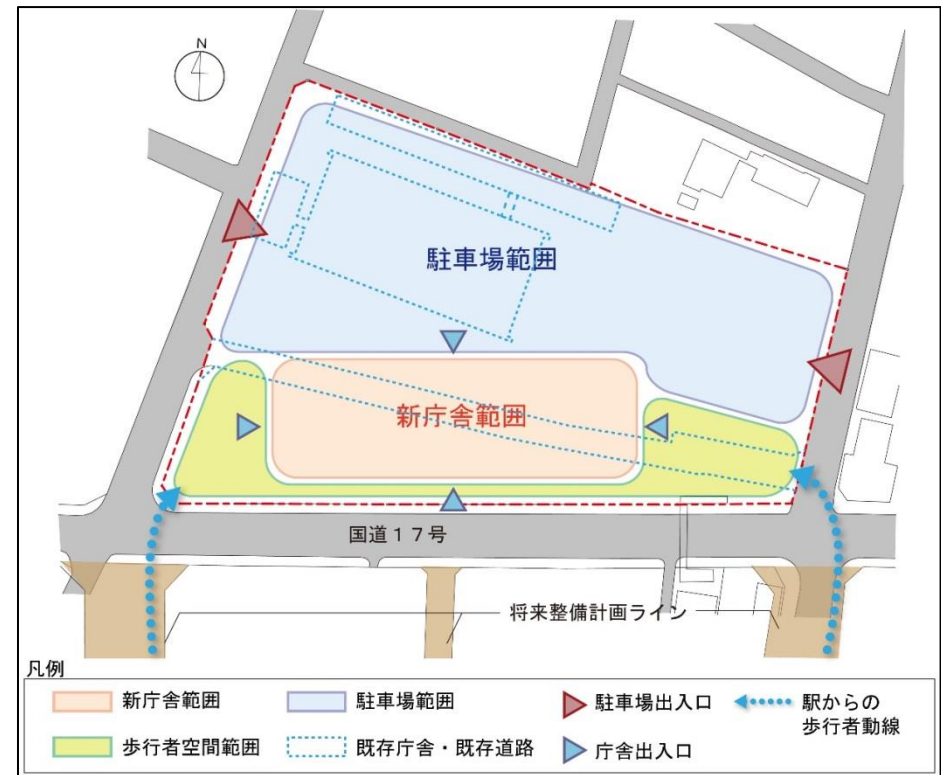 N
駐車場範囲
新庁舎範囲
国道17号
将来整備計画ライン
凡例
新庁舎範囲
駐車場範囲
駐車場出入口
駅からの
歩行者動線
歩行者空間範囲
既存庁舎・既存道路
庁舎出入口